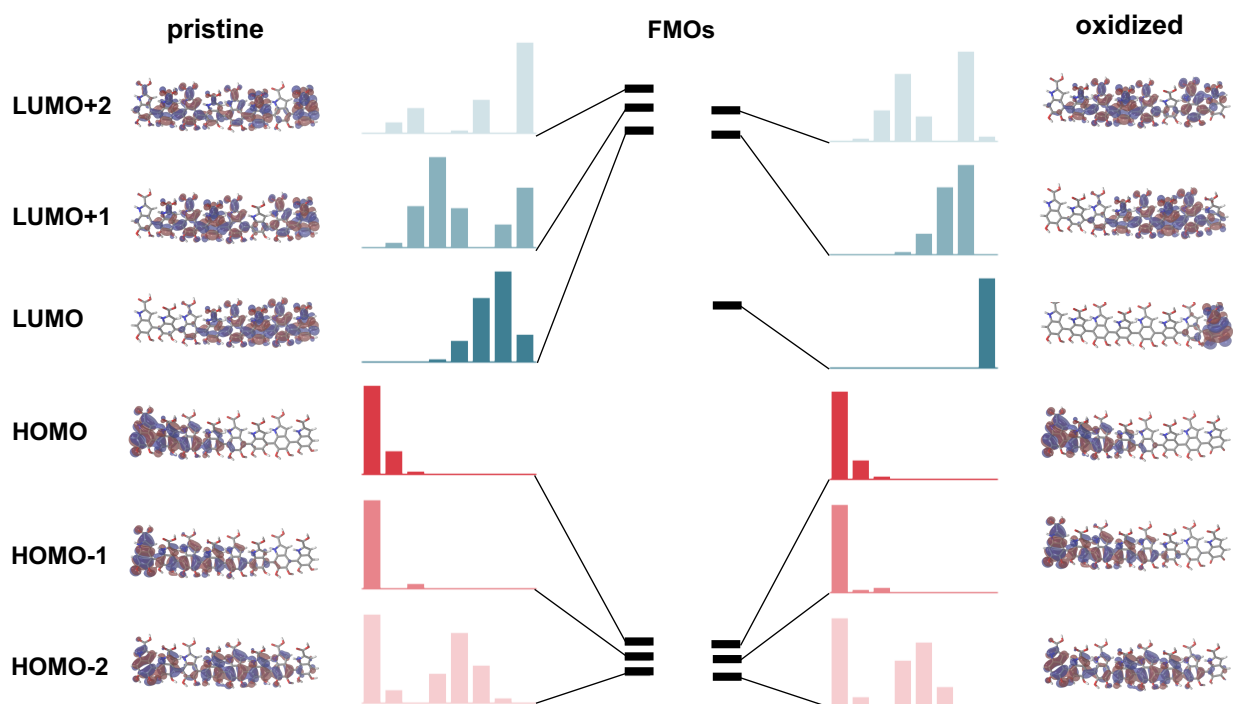 pristine
FMOs
oxidized
LUMO+2
LUMO+1
LUMO
HOMO
HOMO-1
HOMO-2